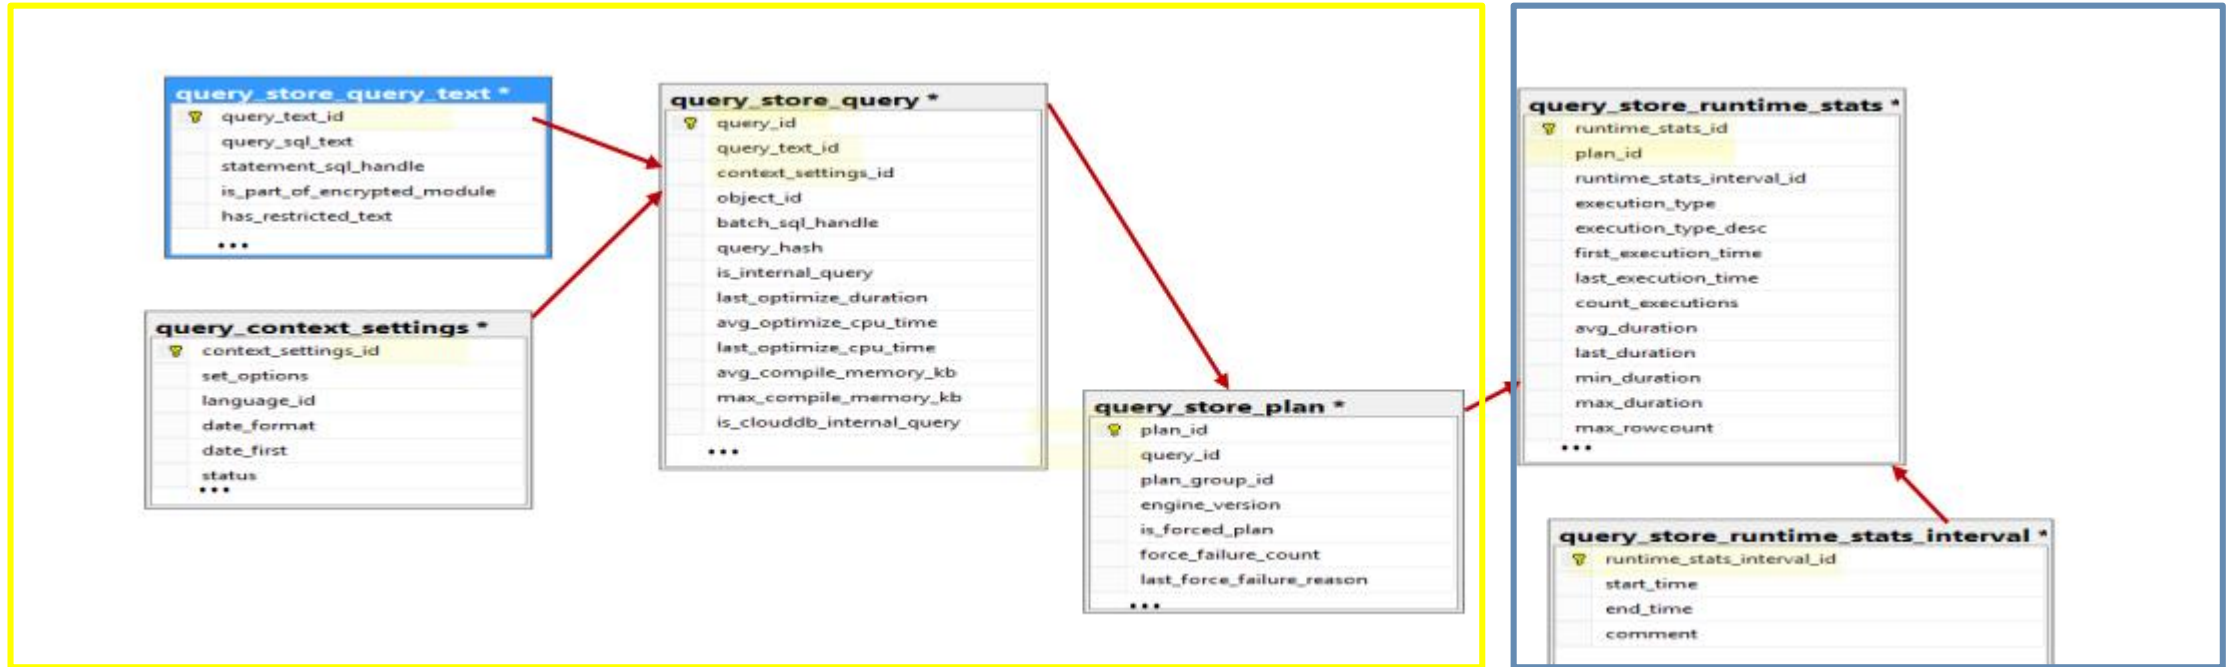 query_store_query_text *
query_text_id
query_sql_text
statement_sql_handle
is_part_of_encrypted_module
has_restricted_text
...
query_context_settings *
context_settings_id
set_options
language_id
date_format
date_first
status
...
query_store_query *
query_id
query_text_id
context_settings_id
object_id
batch_sql_handle
query_hash
is_internal_query
last_optimize_duration
avg_optimize_cpu_time
last_optimize_cpu_time
avg_compile_memory_kb
max_compile_memory_kb
is_clouddb_internal_query
...
query_store_plan *
plan_id
query_id
plan_group_id
engine_version
is_forced_plan
force_failure_count
last_force_failure_reason
...
query_store_runtime_stats *
runtime_stats_id
plan_id
runtime_stats_interval_id
execution_type
execution_type_desc
first_execution_time
last_execution_time
count_executions
avg_duration
last_duration
min_duration
max_duration
max_rowcount
...
query_store_runtime_stats_interval *
runtime_stats_interval_id
start_time
end_time
comment